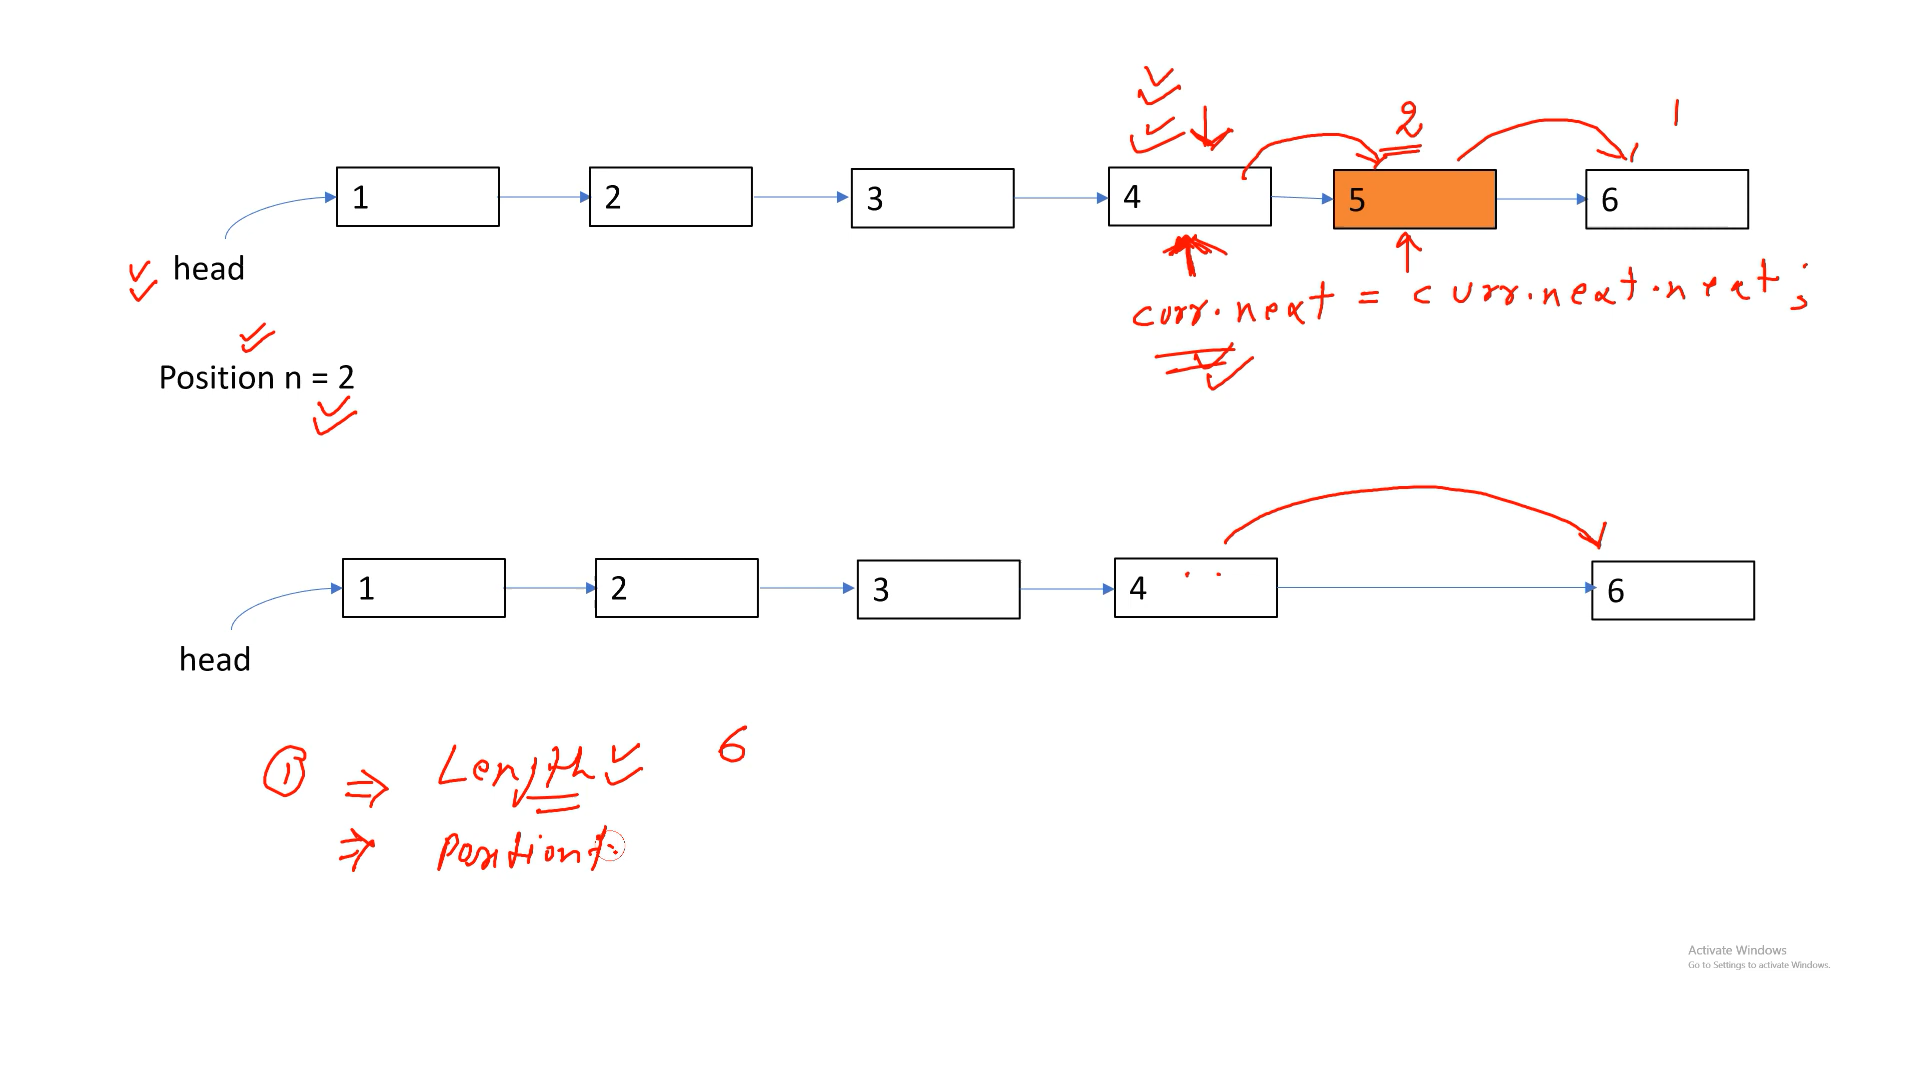 2 1
1 2 3 4 5 6
head
curr.next = curr.next.next;
Position n = 2
1 2 3 4 6
head
① ⇒ Length 6
⇒ Position
Activate Windows
Go to Settings to activate Windows.